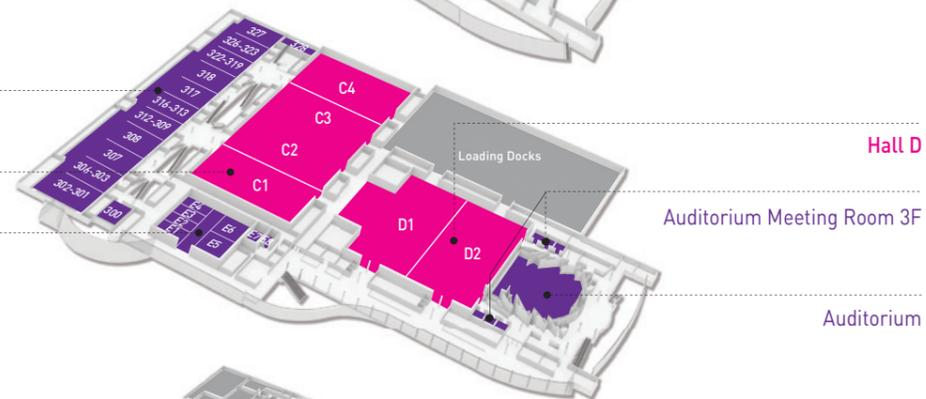 327
326-323
322-319
318
317
316-313
312-309
308
307
306-303
302-301
300
328
C4
C3
C2
C1
E6
E5
Loading Docks
D1
D2
Hall D
Auditorium Meeting Room 3F
Auditorium